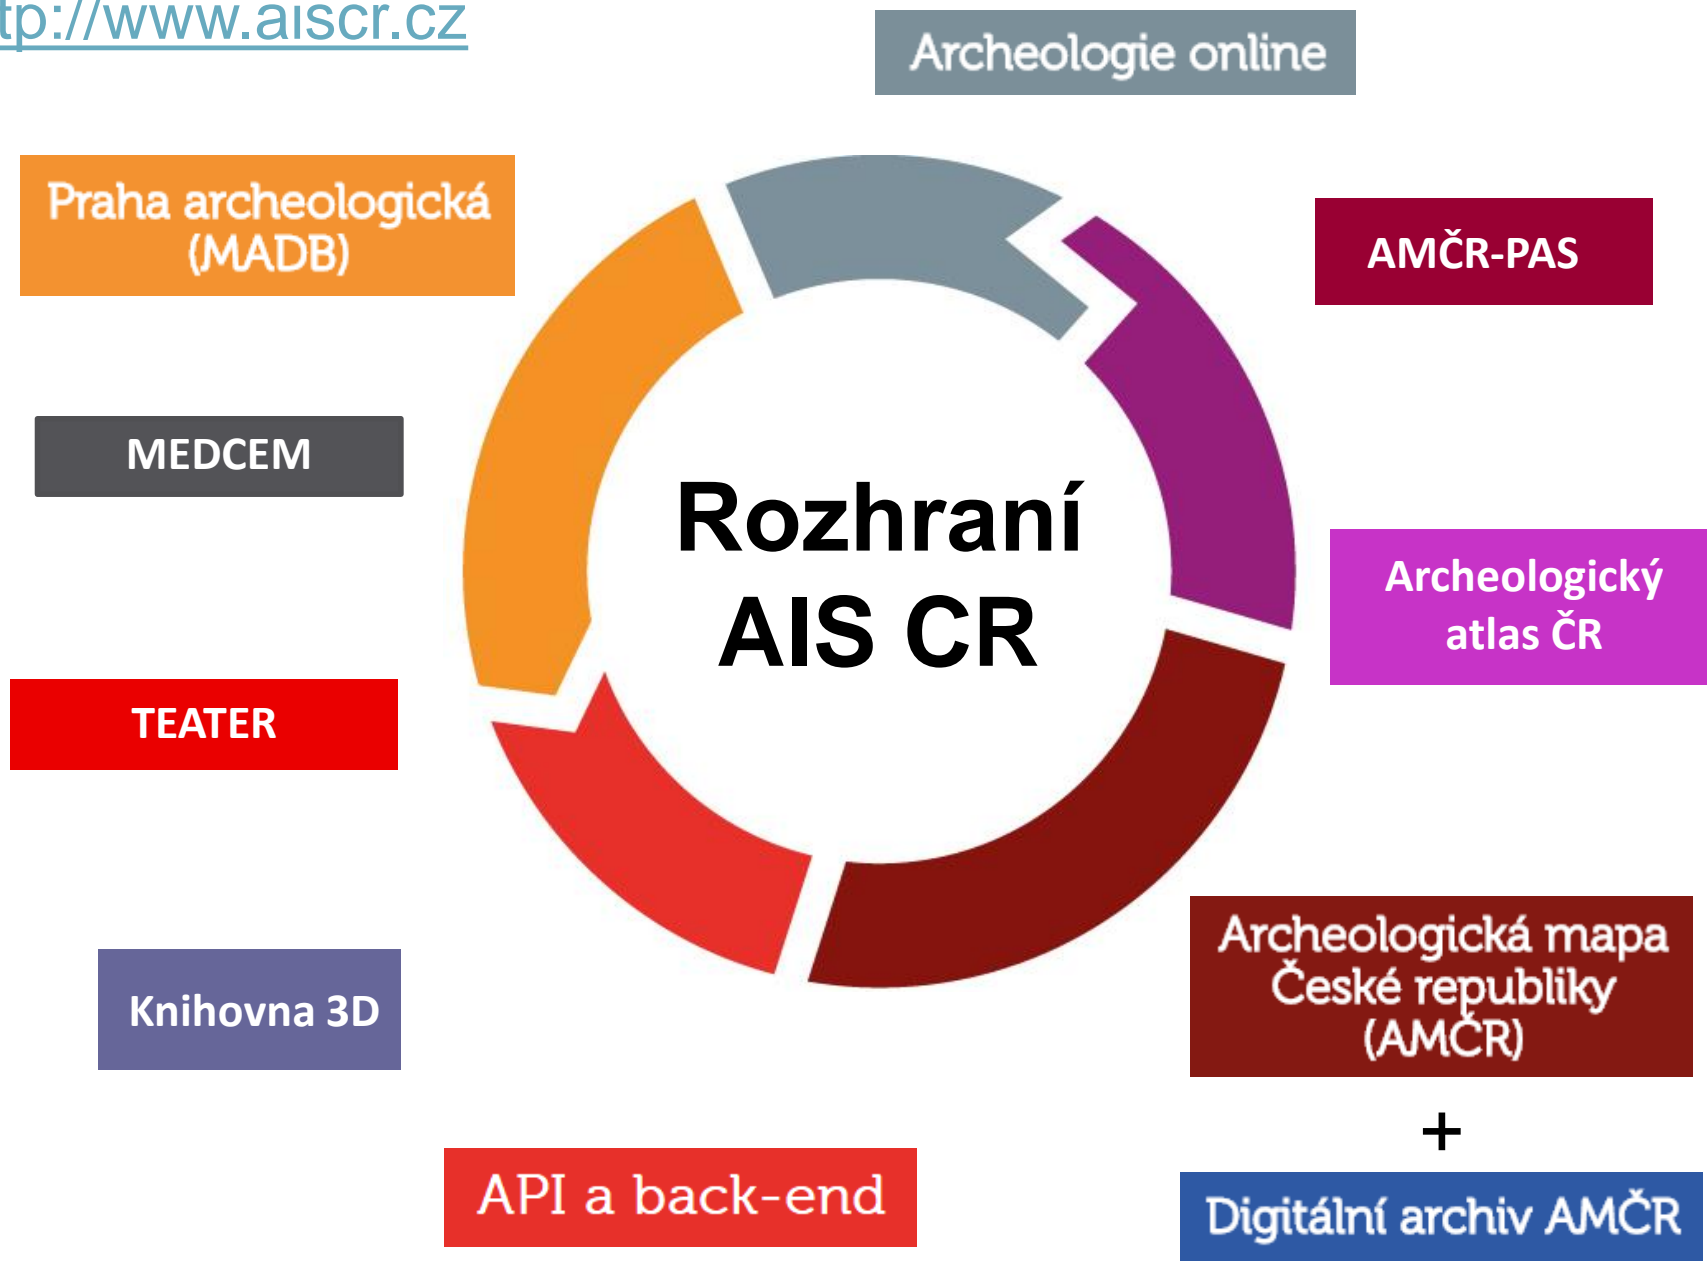 tp://www.aiscr.cz
Archeologie online
Praha archeologická
(MADB)
AMČR-PAS
MEDCEM
Rozhraní
AIS CR
Archeologický
atlas ČR
TEATER
Archeologická mapa
České republiky
(AMČR)
Knihovna 3D
+
API a back-end
Digitální archiv AMČR